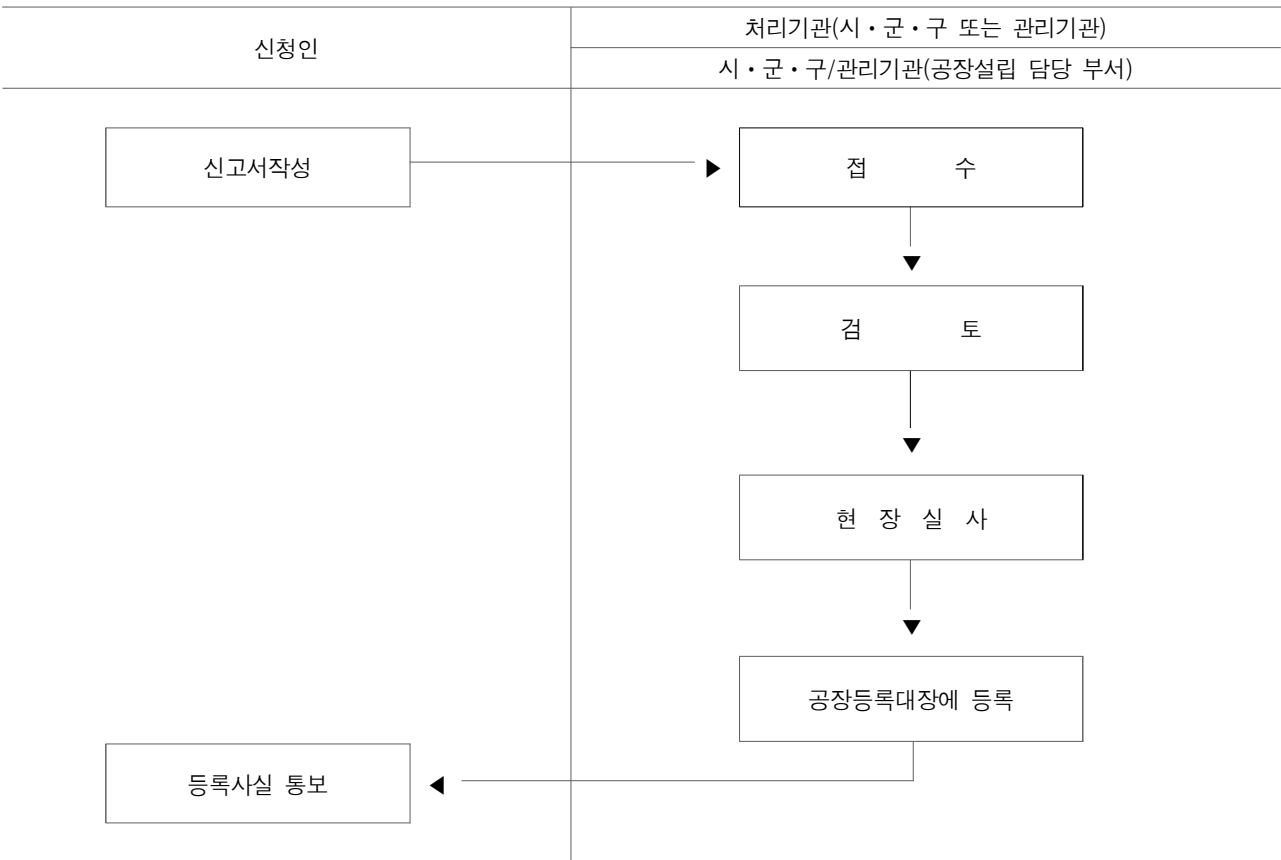 신청인
처리기관(시・군・구 또는 관리기관)
시・군・구/관리기관(공장설립 담당 부서)
신고서작성
접 수
검 토
현 장 실 사
공장등록대장에 등록
등록사실 통보